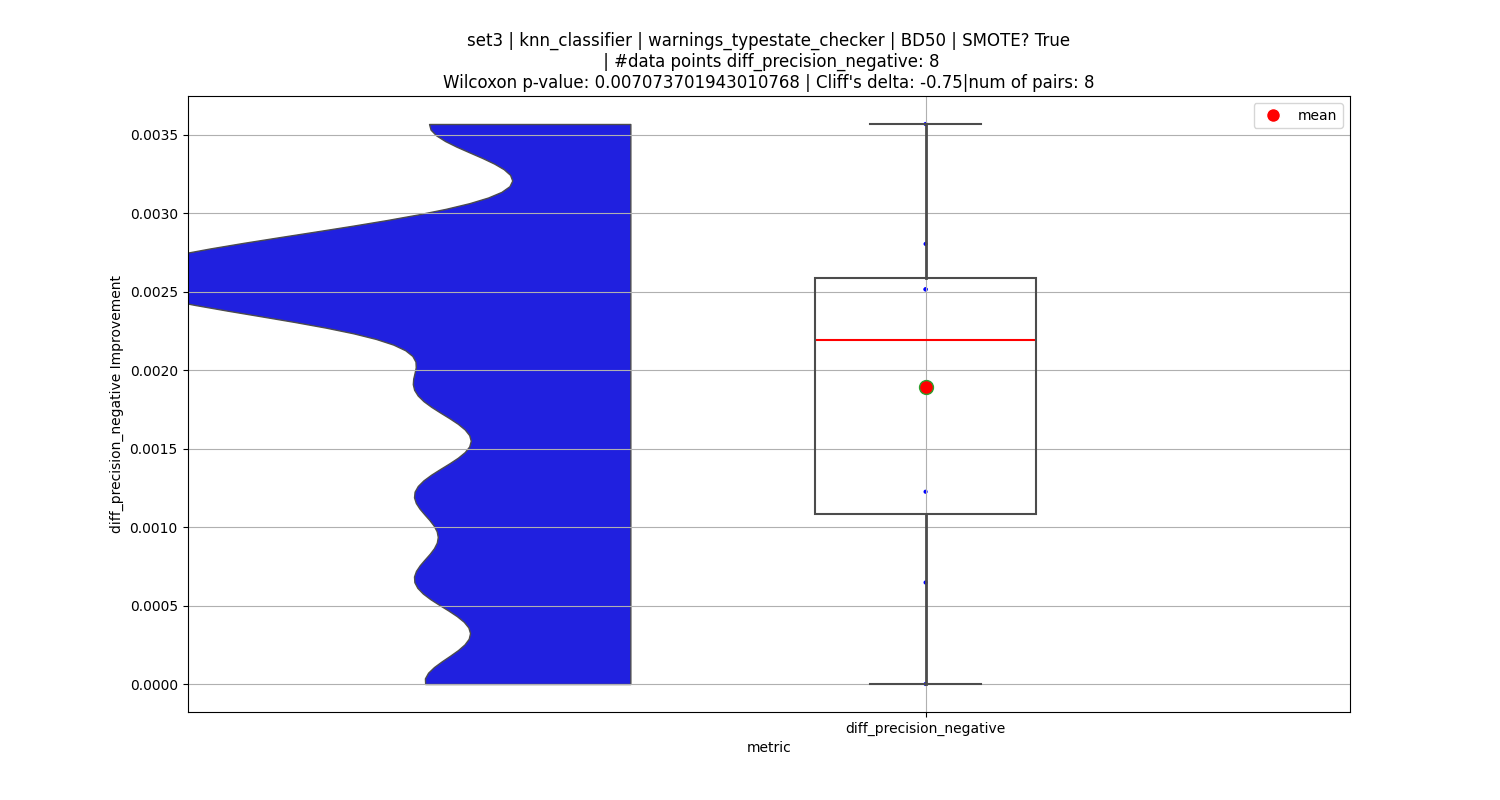 set3 | knn_classifier | warnings_typestate_checker | BD50 | SMOTE? True
| #data points diff_precision_negative: 8
Wilcoxon p-value: 0.007073701943010768 | Cliff's delta: -0.75|num of pairs: 8
mean
0.0035
0.0030
0.0025
0.0020
0.0015
0.0010
0.0005
0.0000
diff_precision_negative Improvement
diff_precision_negative
metric